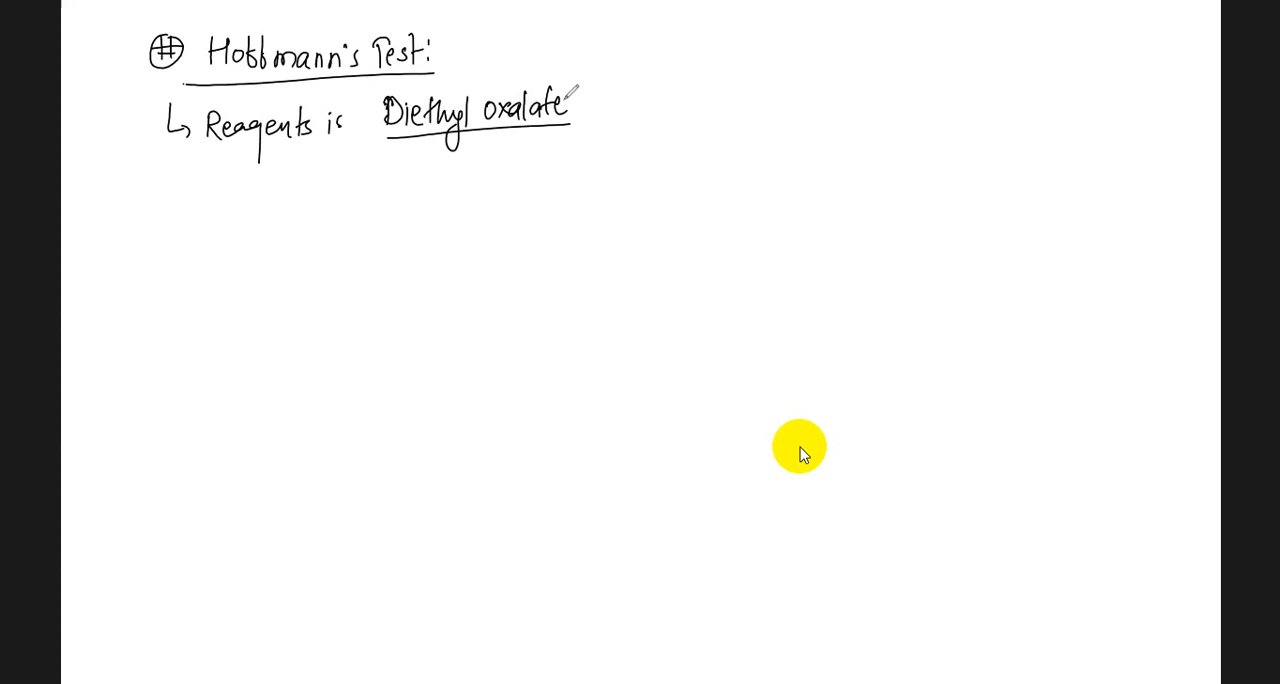 # Hoffmann's Test:
↳ Reagents is Diethyl oxalate